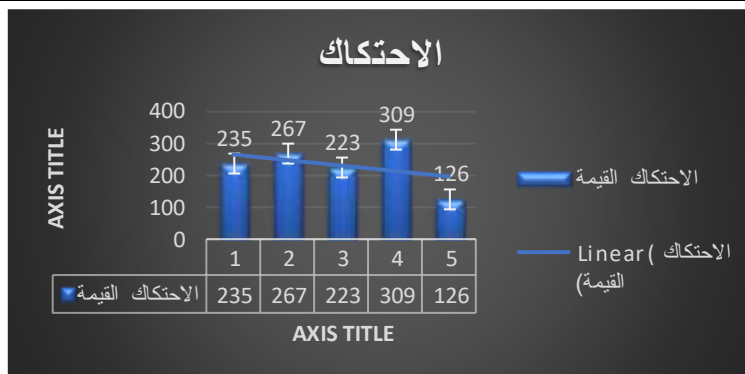 الاحتكاك
AXIS TITLE
400
300
200
100
0
235
267
223
309
126
1 2 3 4 5
الاحتكاك القيمة 235 267 223 309 126
AXIS TITLE
الاحتكاك القيمة
Linear (الاحتكاك
القيمة)